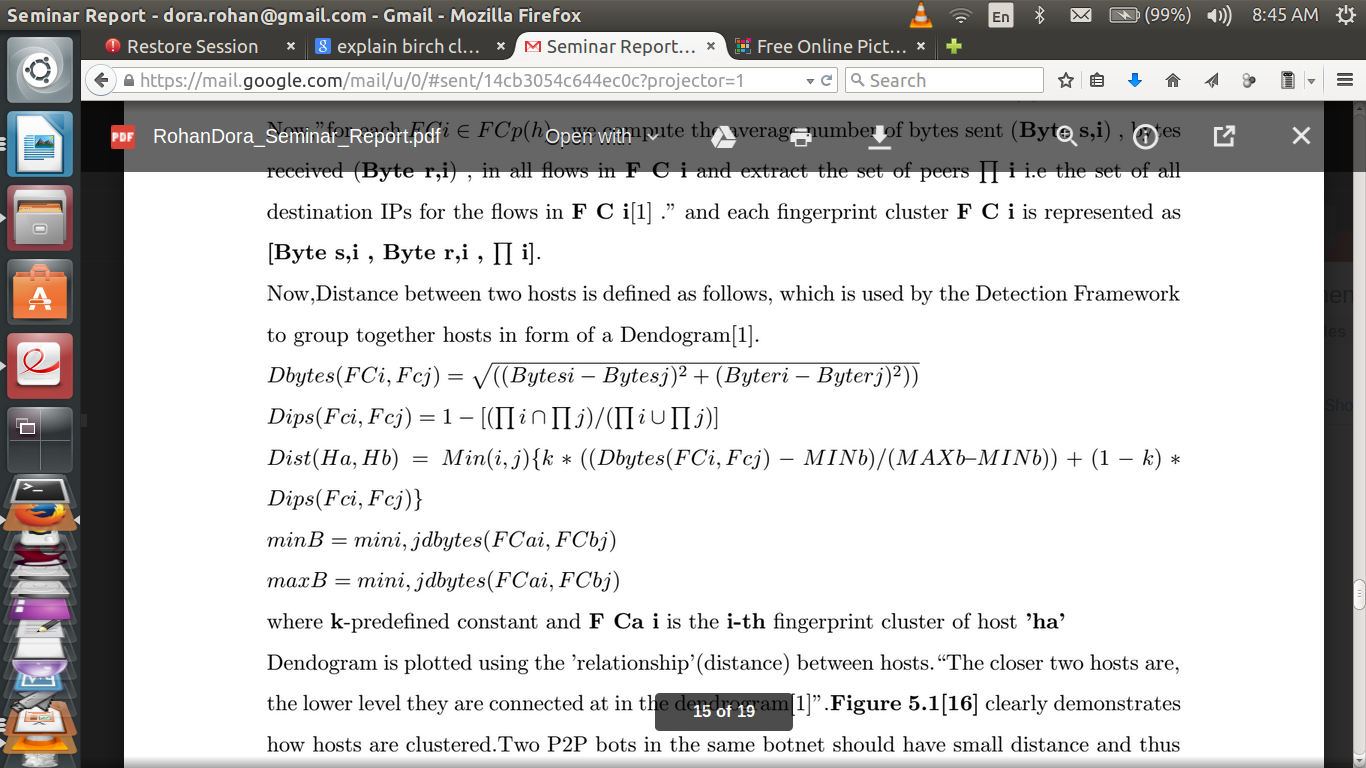 Seminar Report - dora.rohan@gmail.com - Gmail - Mozilla Firefox
En
(99%)
8:45 AM
Restore Session
explain birch cl...
Seminar Report...
Free Online Pict...
https://mail.google.com/mail/u/0/#sent/14cb3054c644ec0c?projector=1
Search
PDF
RohanDora_Seminar_Report.pdf
Open with
Now,"for each FCi ∈ FCp(h), we compute the average number of bytes sent (Byte s,i) , bytes
received (Byte r,i) , in all flows in F C i and extract the set of peers ∏ i i.e the set of all
destination IPs for the flows in F C i[1] ." and each fingerprint cluster F C i is represented as
[Byte s,i , Byte r,i , ∏ i].
Now,Distance between two hosts is defined as follows, which is used by the Detection Framework
to group together hosts in form of a Dendogram[1].
Dbytes(FCi, Fcj) = √((Bytesi − Bytesj)² + (Byteri − Byterj)²))
Dips(Fci, Fcj) = 1 − [(∏ i ∩ ∏ j)/(∏ i ∪ ∏ j)]
Dist(Ha, Hb) = Min(i, j){k ∗ ((Dbytes(FCi, Fcj) − MINb)/(MAXb–MINb)) + (1 − k) ∗
Dips(Fci, Fcj)}
minB = mini, jdbytes(FCai, FCbj)
maxB = mini, jdbytes(FCai, FCbj)
where k-predefined constant and F Ca i is the i-th fingerprint cluster of host 'ha'
Dendogram is plotted using the 'relationship'(distance) between hosts."The closer two hosts are,
the lower level they are connected at in the dendrogram[1]".Figure 5.1[16] clearly demonstrates
15 of 19
how hosts are clustered.Two P2P bots in the same botnet should have small distance and thus